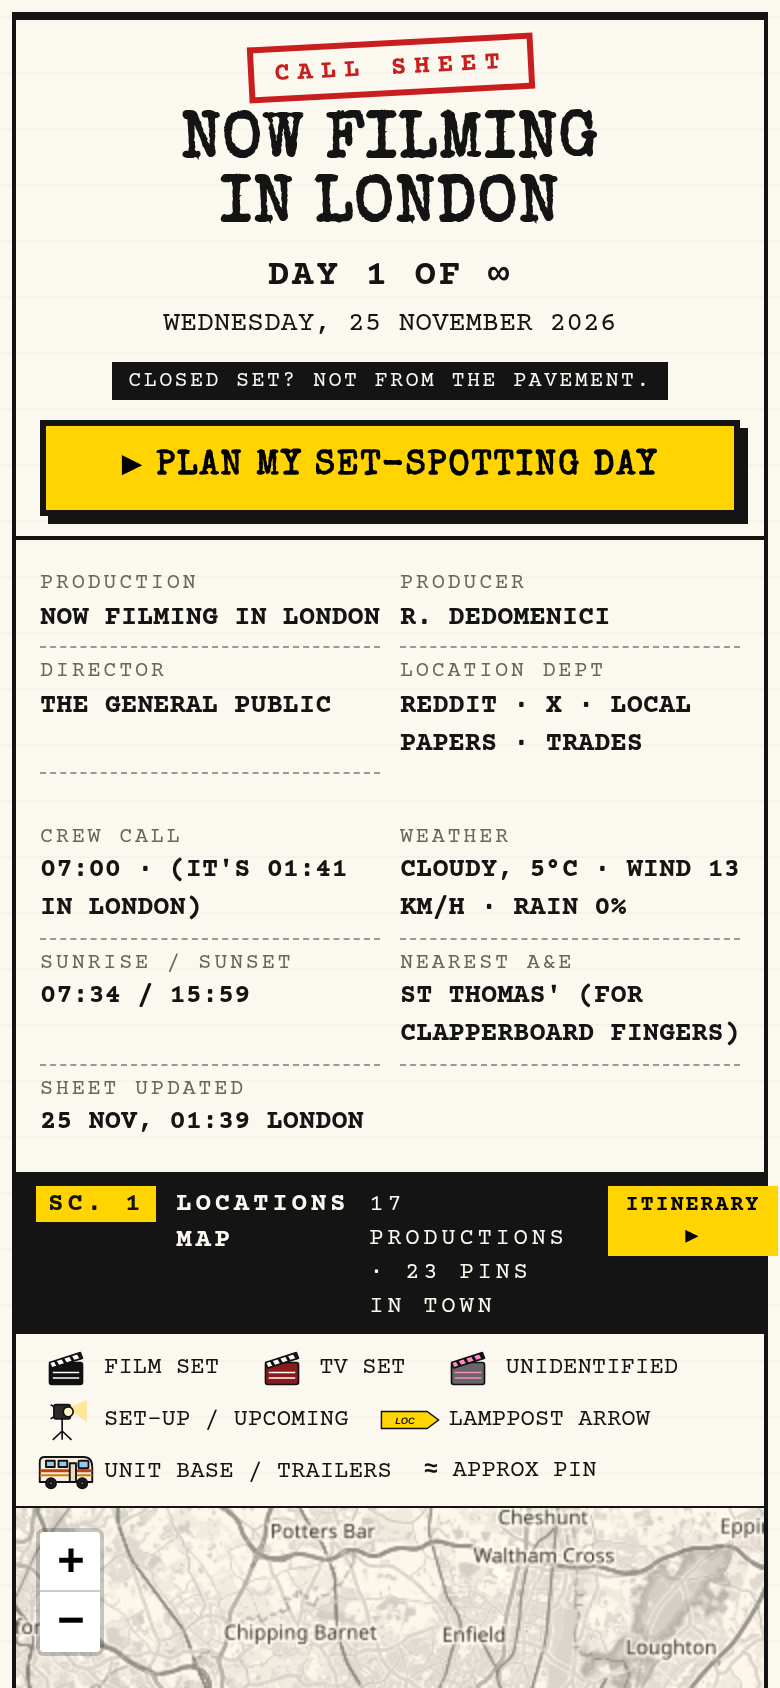 CALL SHEET
NOW FILMING
IN LONDON
DAY 1 OF ∞
WEDNESDAY, 25 NOVEMBER 2026
CLOSED SET? NOT FROM THE PAVEMENT.
▶ PLAN MY SET-SPOTTING DAY
PRODUCTION
NOW FILMING IN LONDON
PRODUCER
R. DEDOMENICI
DIRECTOR
THE GENERAL PUBLIC
LOCATION DEPT
REDDIT · X · LOCAL
PAPERS · TRADES
CREW CALL
07:00 · (IT'S 01:41
IN LONDON)
WEATHER
CLOUDY, 5°C · WIND 13
KM/H · RAIN 0%
SUNRISE / SUNSET
07:34 / 15:59
NEAREST A&E
ST THOMAS' (FOR
CLAPPERBOARD FINGERS)
SHEET UPDATED
25 NOV, 01:39 LONDON
SC. 1
LOCATIONS
MAP
17
PRODUCTIONS
· 23 PINS
IN TOWN
ITINERARY
▶
FILM SET
TV SET
UNIDENTIFIED
SET-UP / UPCOMING
LOC
LAMPPOST ARROW
UNIT BASE / TRAILERS
≈ APPROX PIN
+
−
Potters Bar
Cheshunt
Eppi
Waltham Cross
for
Chipping Barnet
Enfield
Loughton